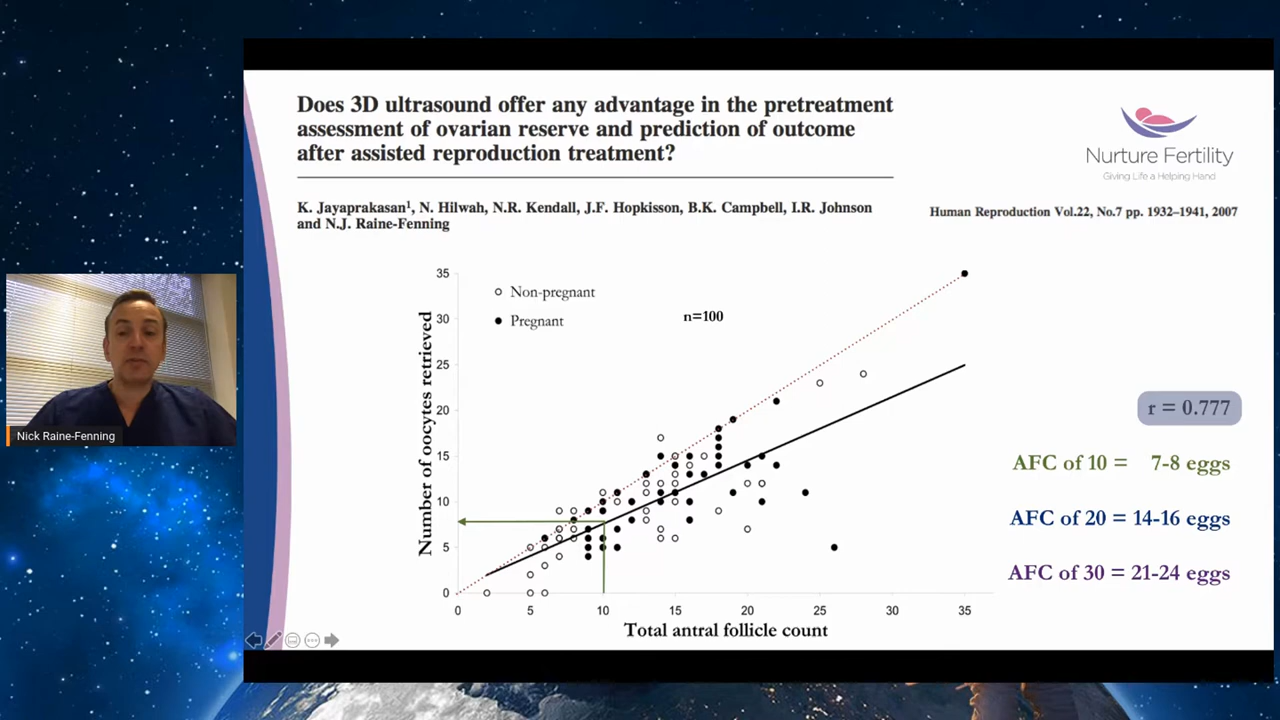 Does 3D ultrasound offer any advantage in the pretreatment
assessment of ovarian reserve and prediction of outcome
after assisted reproduction treatment?
Nurture Fertility
Giving Life a Helping Hand
K. Jayaprakasan¹, N. Hilwah, N.R. Kendall, J.F. Hopkisson, B.K. Campbell, I.R. Johnson
and N.J. Raine-Fenning
Human Reproduction Vol.22, No.7 pp. 1932–1941, 2007
Number of oocytes retrieved
35
30
25
20
15
10
5
0
Non-pregnant
Pregnant
n=100
0 5 10 15 20 25 30 35
Total antral follicle count
r = 0.777
AFC of 10 = 7-8 eggs
AFC of 20 = 14-16 eggs
AFC of 30 = 21-24 eggs
Nick Raine-Fenning